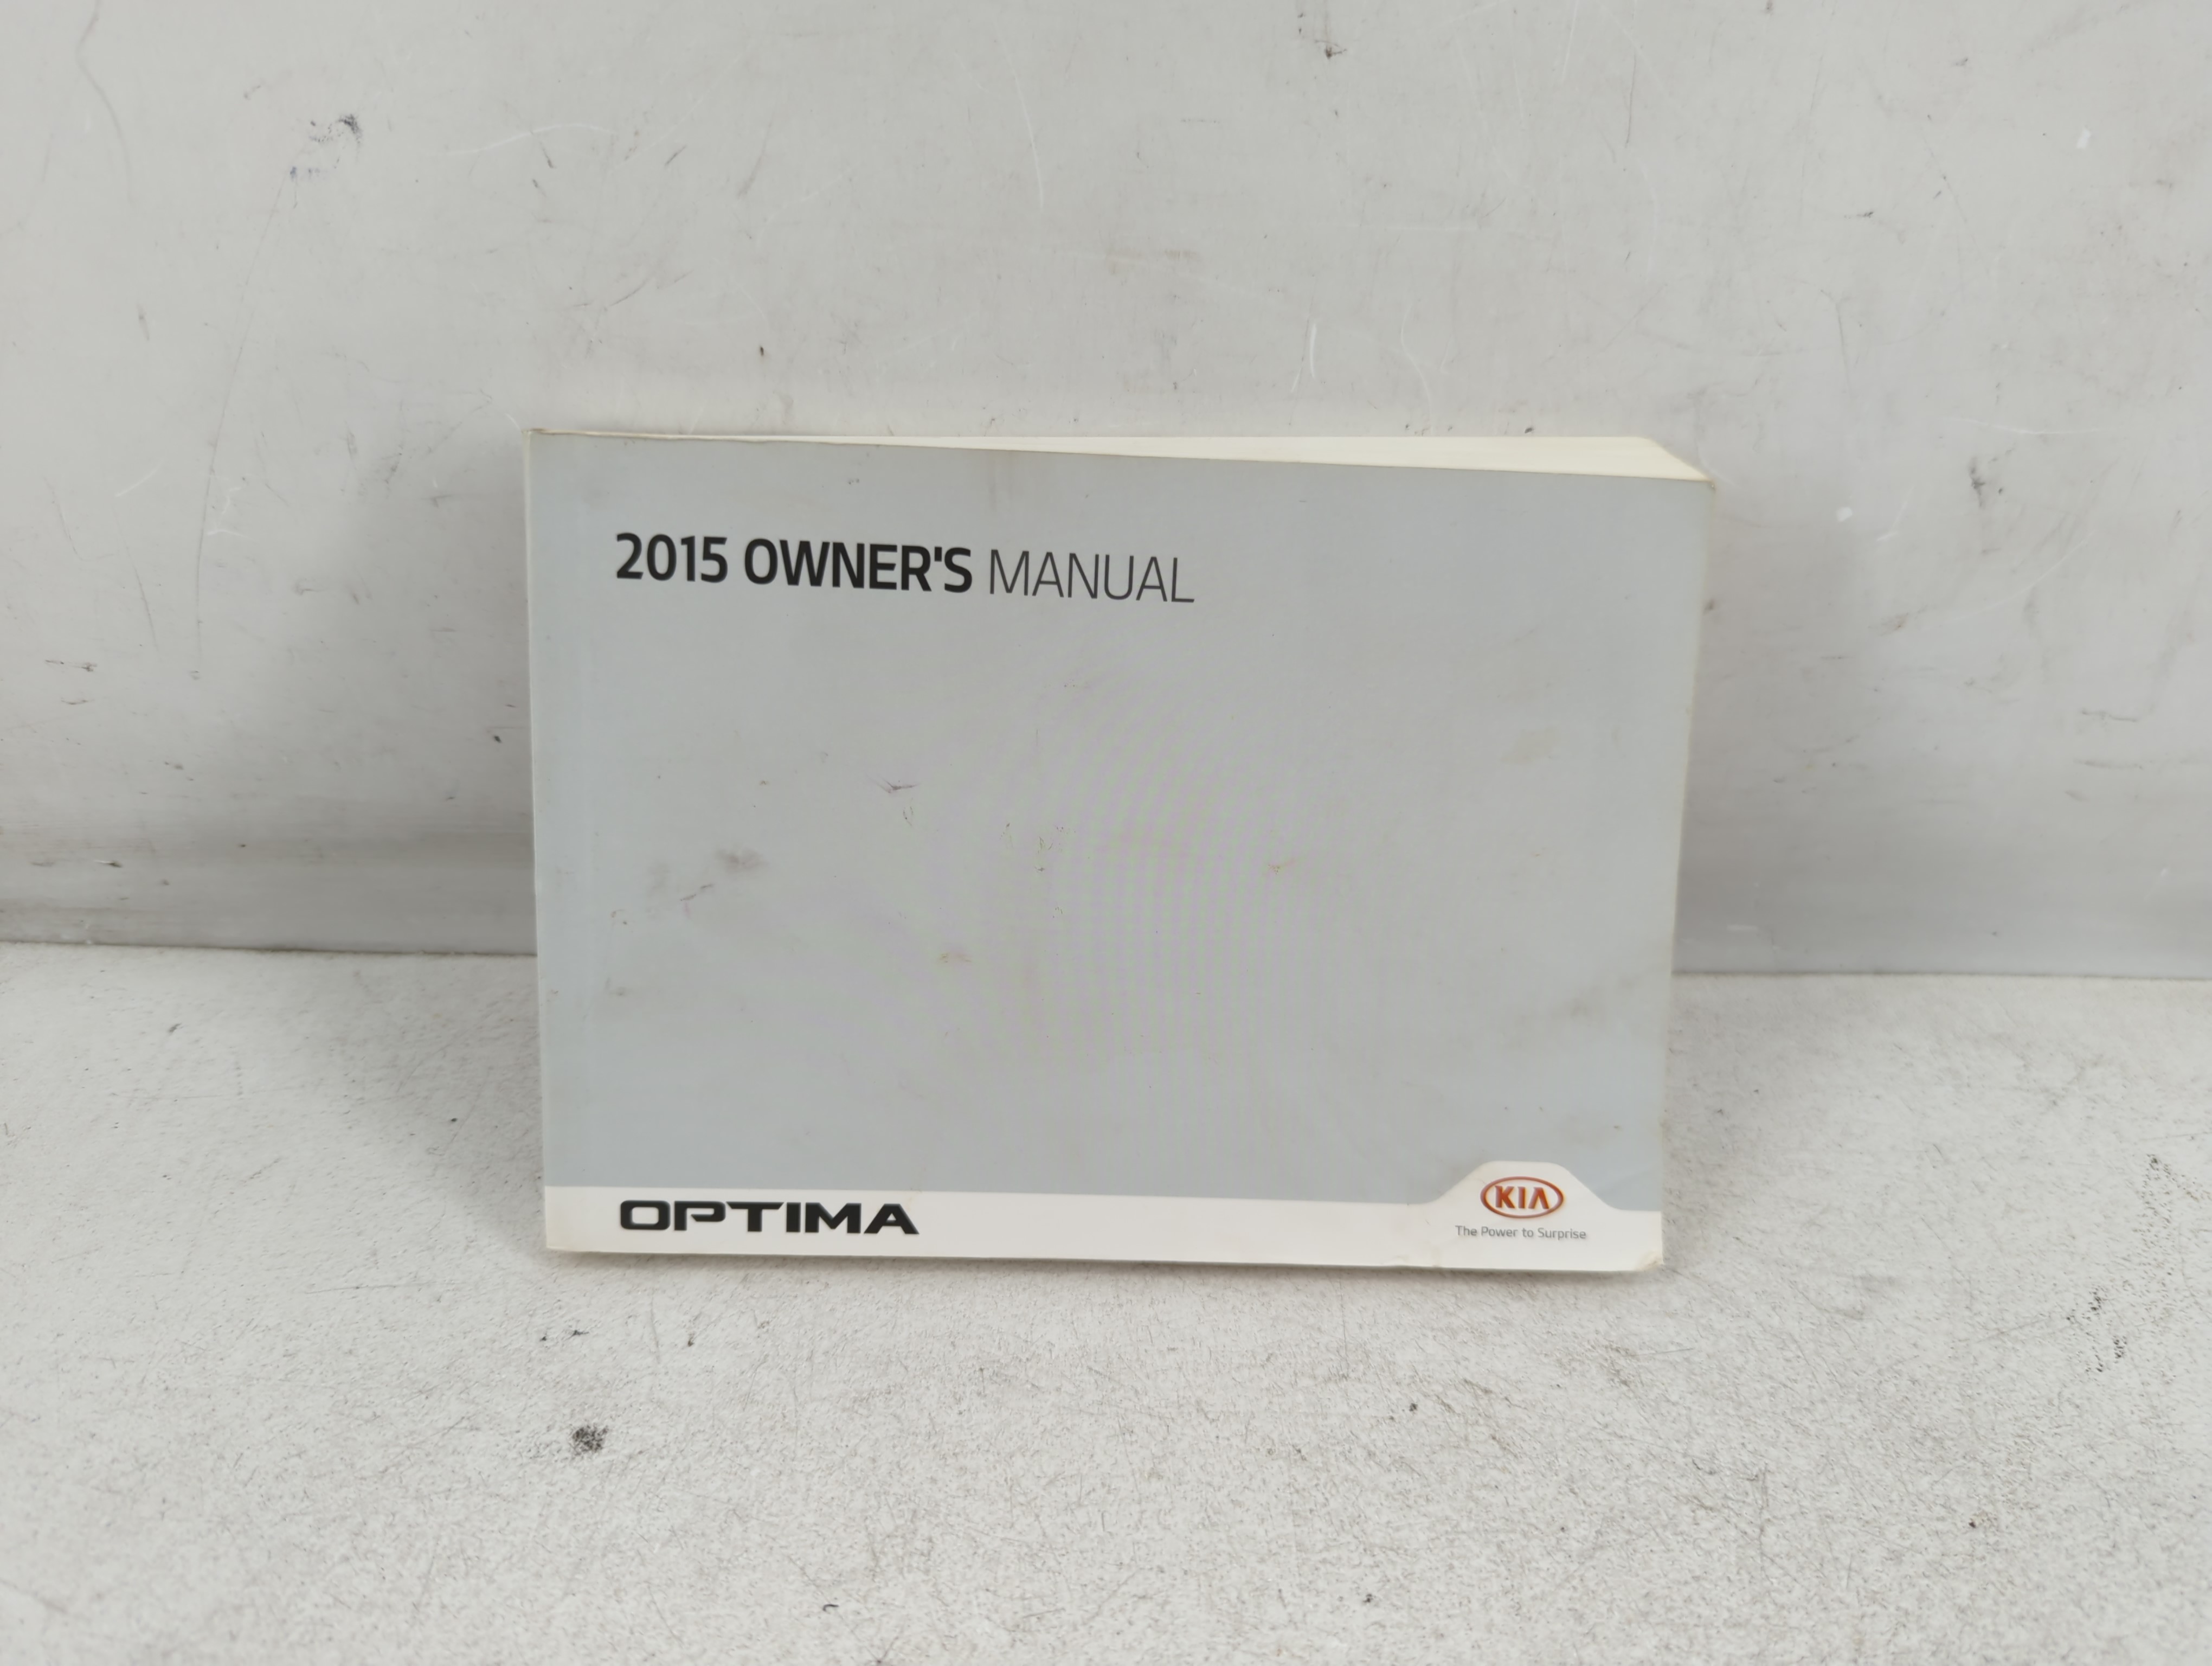 2015 OWNER'S MANUAL
OPTIMA
KIA
The Power to Surprise